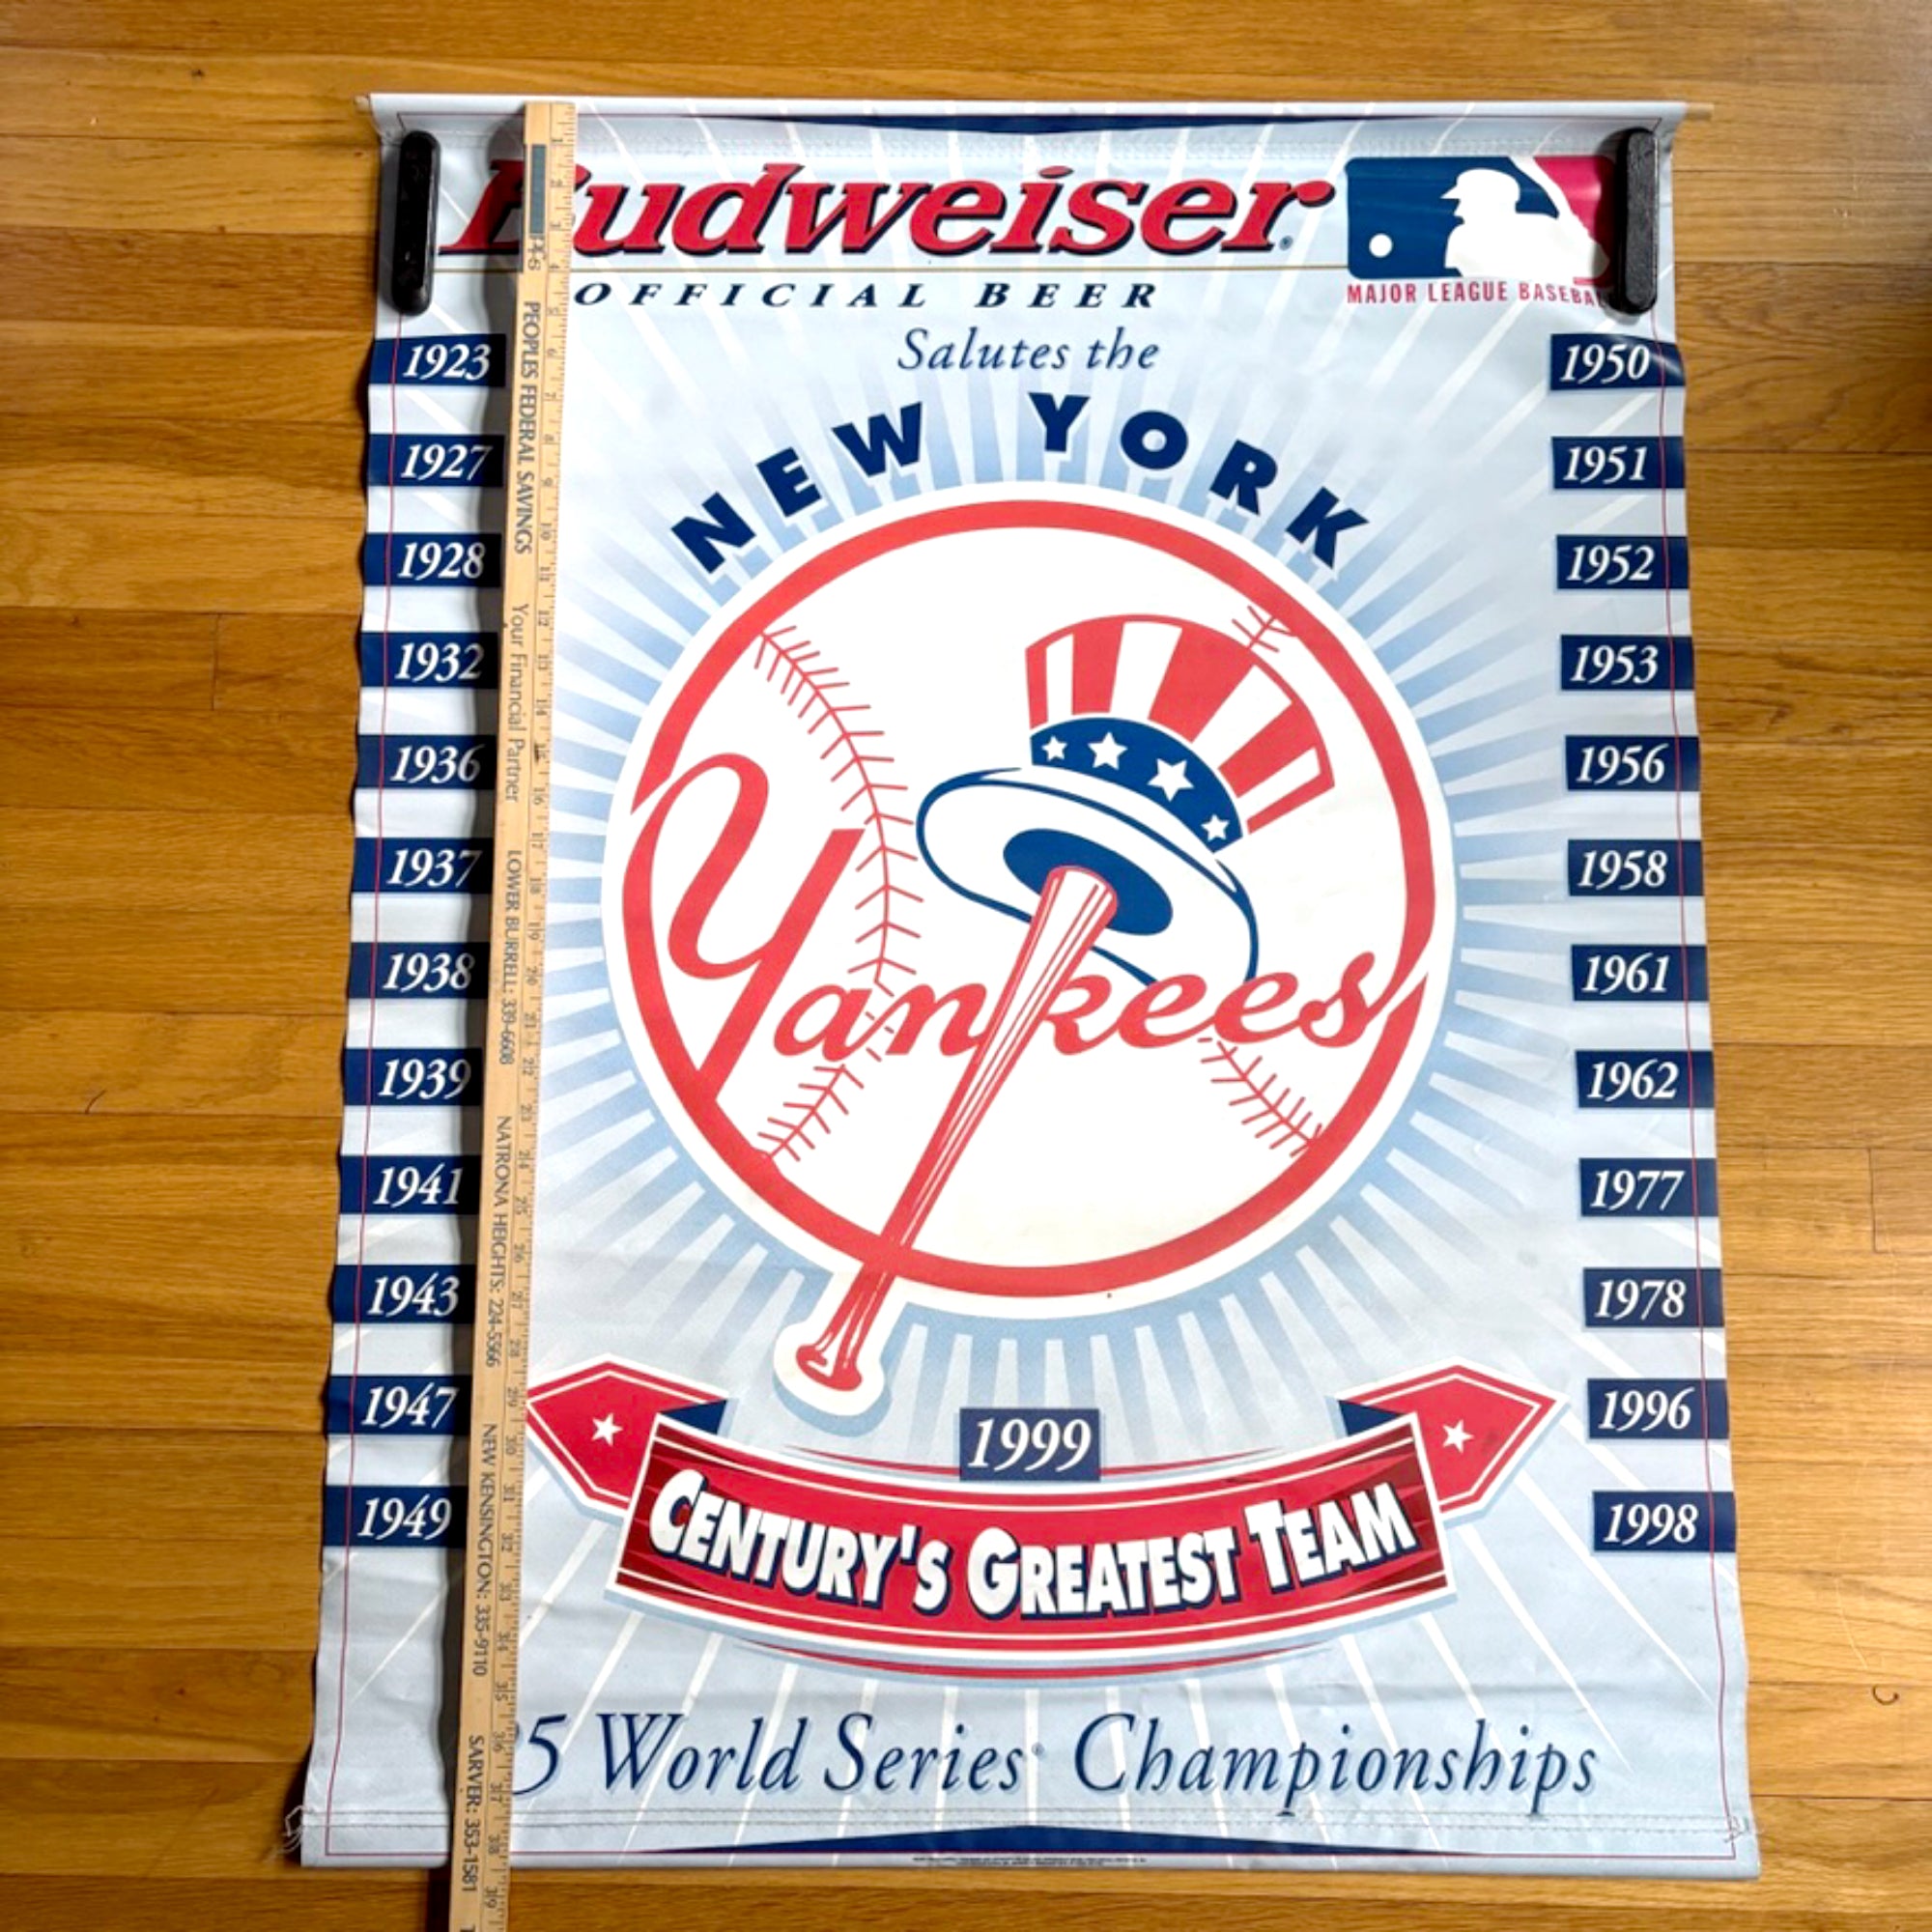 Budweiser
OFFICIAL BEER
MAJOR LEAGUE BASEBA
Salutes the
NEW YORK
Yankees
1923
1927
1928
1932
1936
1937
1938
1939
1941
1943
1947
1949
1950
1951
1952
1953
1956
1958
1961
1962
1977
1978
1996
1998
1999
CENTURY'S GREATEST TEAM
5 World Series Championships
PEOPLES FEDERAL SAVINGS
Your Financial Partner
LOWER BURRELL: 339-6608
NATRONA HEIGHTS: 224-5566
NEW KENSINGTON: 335-9110
SARVER: 353-1581